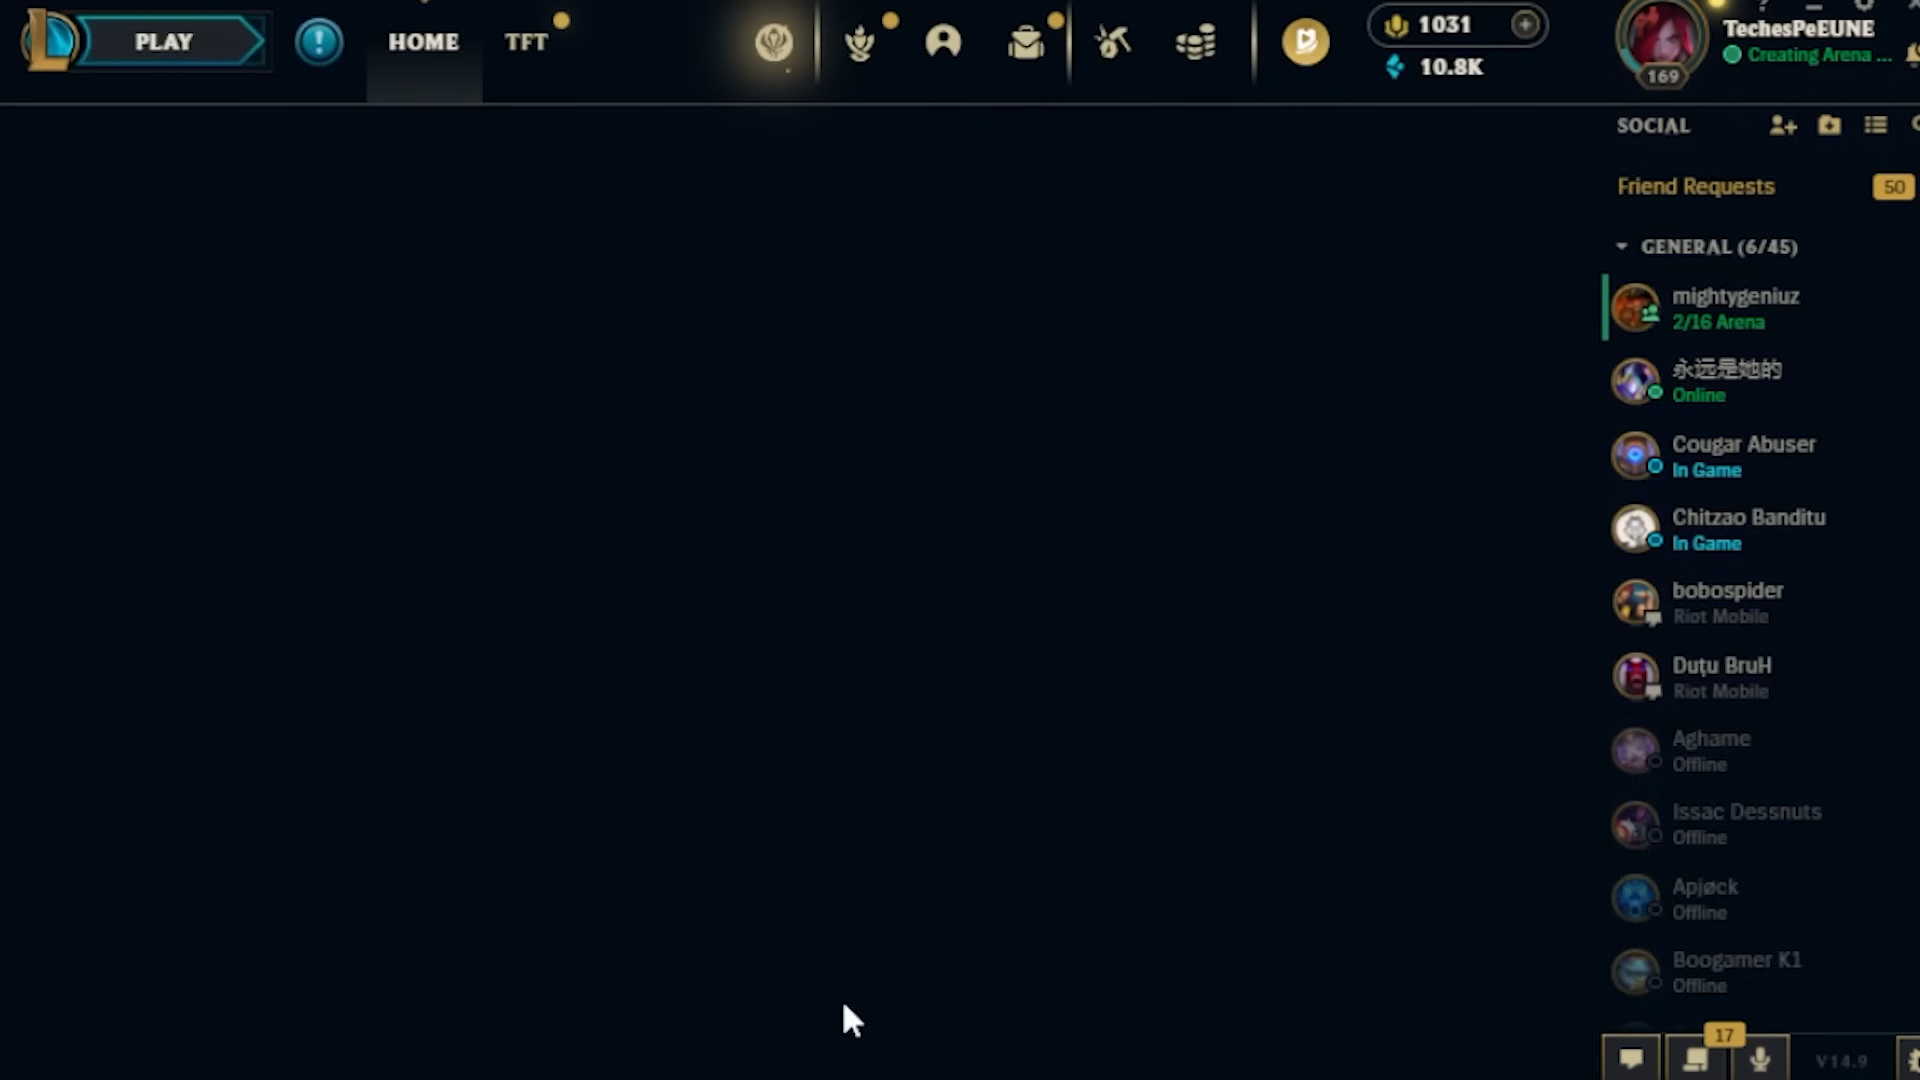 PLAY
HOME
TFT
1031
10.8K
169
TechesPeEUNE
Creating Arena ...
SOCIAL
Friend Requests
50
GENERAL (6/45)
mightygeniuz
2/16 Arena
永远是她的
Online
Cougar Abuser
In Game
Chitzao Banditu
In Game
bobospider
Riot Mobile
Duțu BruH
Riot Mobile
Aghame
Offline
Issac Dessnuts
Offline
Apjøck
Offline
Boogamer K1
Offline
17
V14.9